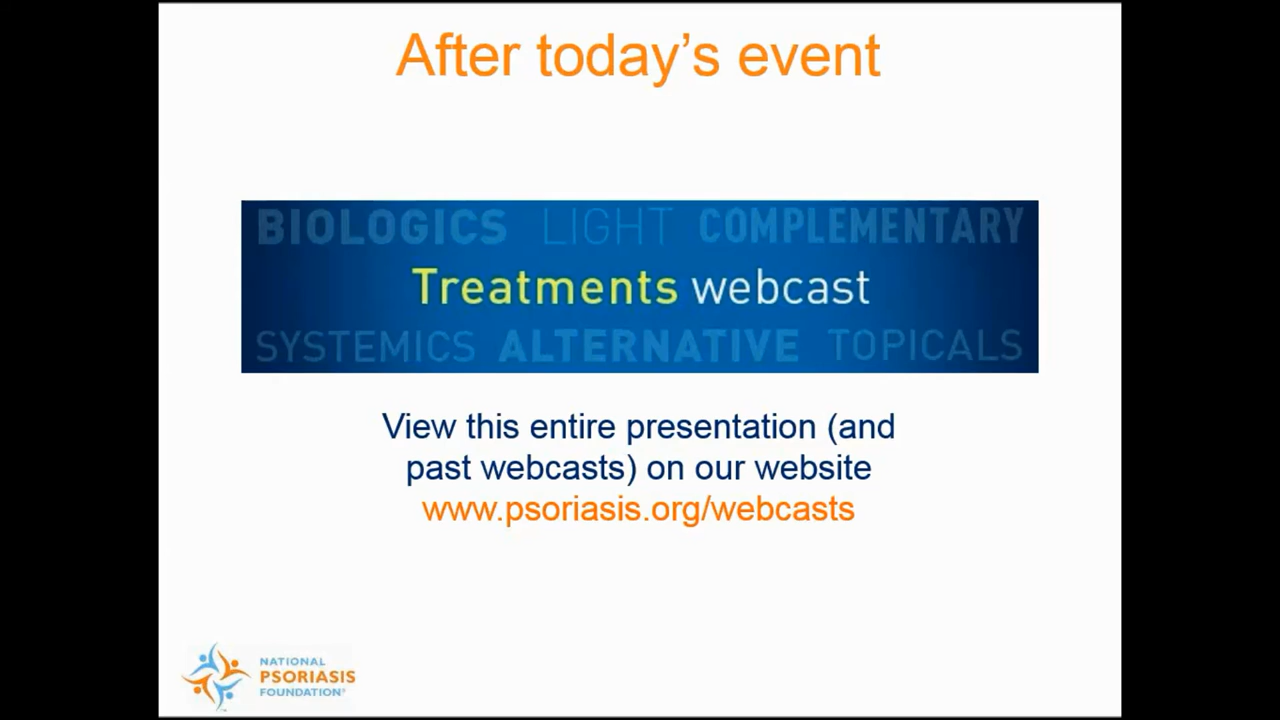 After today's event
BIOLOGICS LIGHT COMPLEMENTARY
Treatments webcast
SYSTEMICS ALTERNATIVE TOPICALS
View this entire presentation (and
past webcasts) on our website
www.psoriasis.org/webcasts
NATIONAL
PSORIASIS
FOUNDATION®